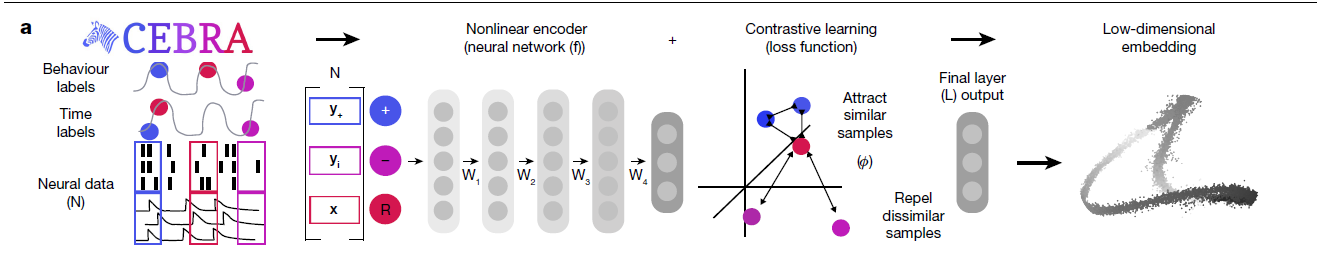 a
CEBRA
Behaviour
labels
Time
labels
Neural data
(N)
N
y+
+
yi
−
x
R
Nonlinear encoder
(neural network (f))
W1
W2
W3
W4
+
Contrastive learning
(loss function)
Attract
similar
samples
(ϕ)
Repel
dissimilar
samples
Final layer
(L) output
Low-dimensional
embedding